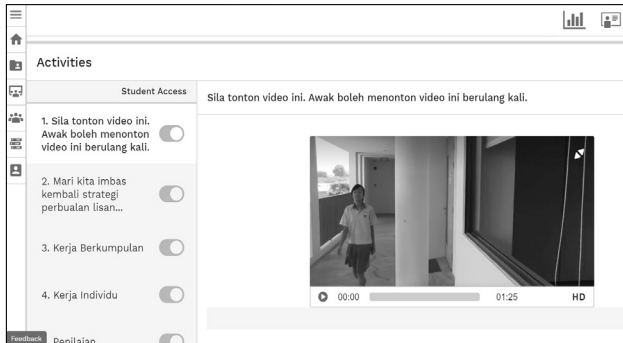 Activities
Student Access
1. Sila tonton video ini.
Awak boleh menonton
video ini berulang kali.
2. Mari kita imbas
kembali strategi
perbualan lisan...
3. Kerja Berkumpulan
4. Kerja Individu
Penilaian
Feedback
Sila tonton video ini. Awak boleh menonton video ini berulang kali.
00:00
01:25
HD